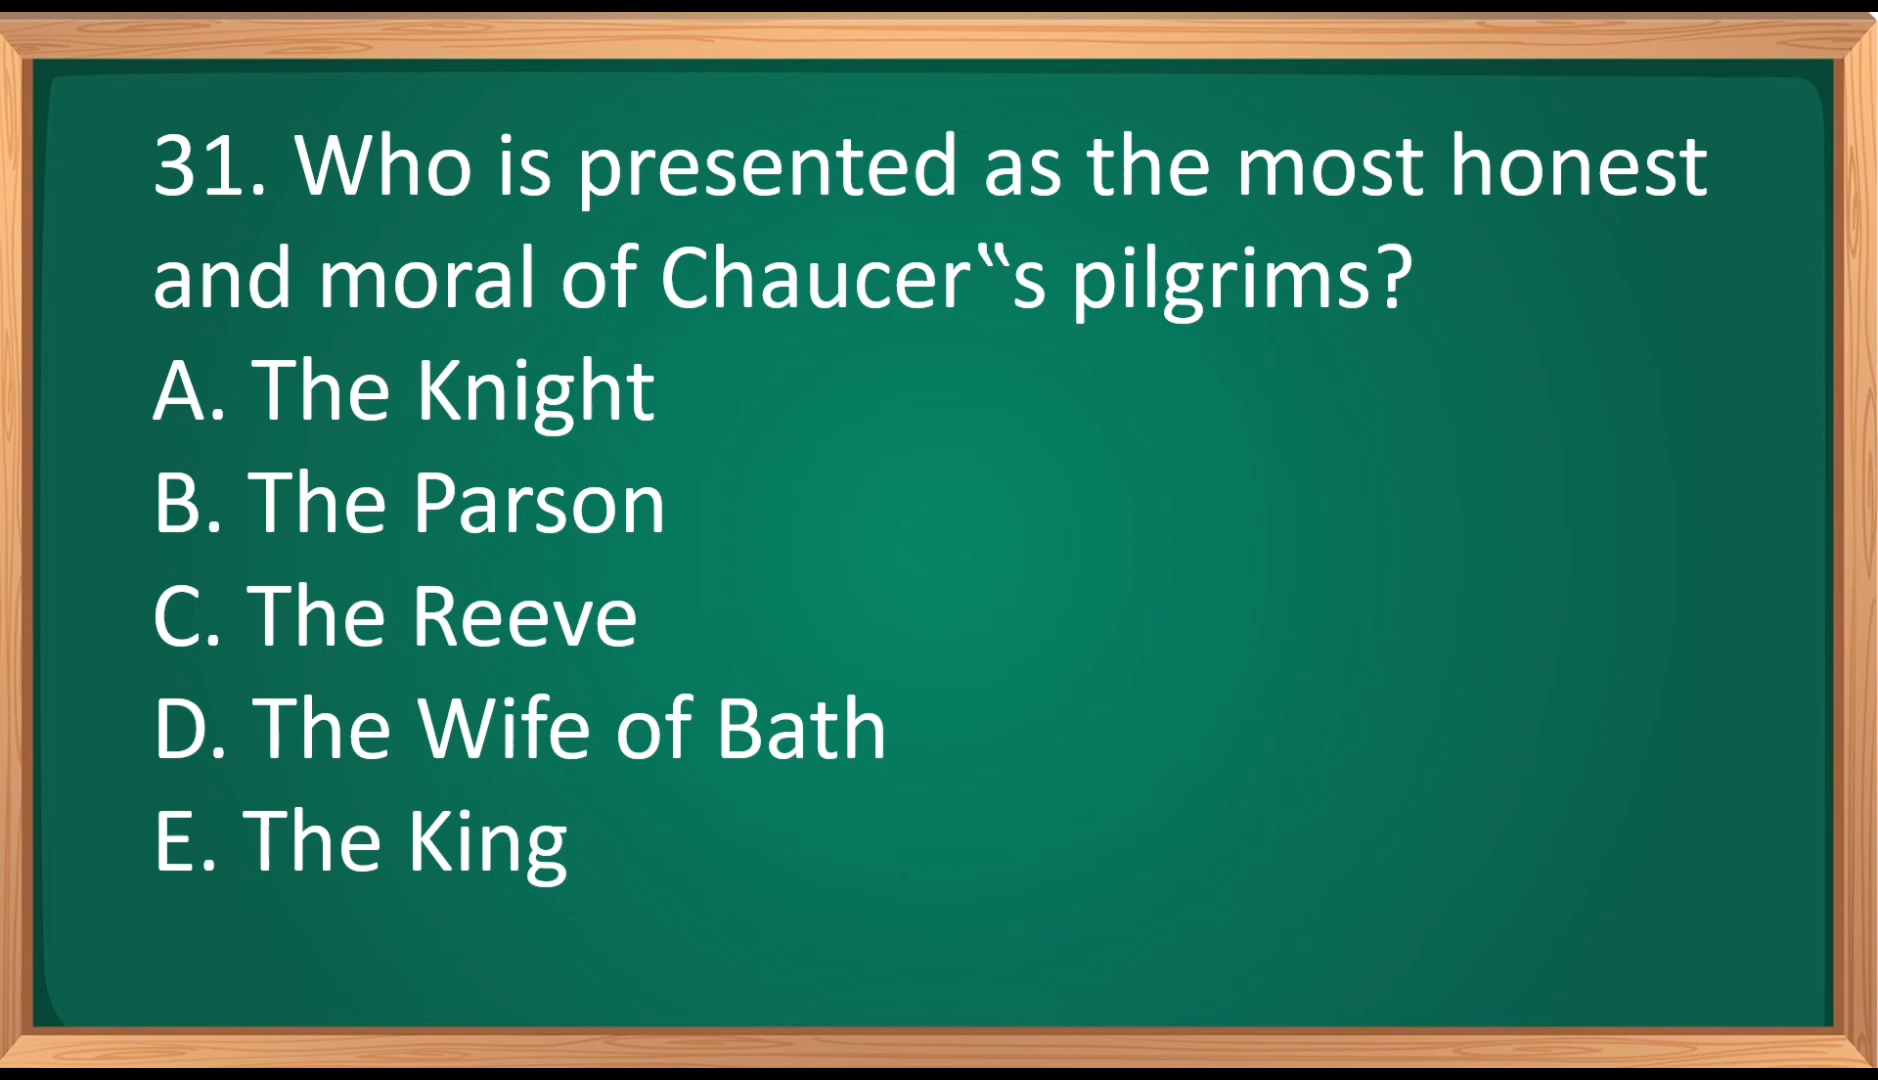 31. Who is presented as the most honest
and moral of Chaucer‟s pilgrims?
A. The Knight
B. The Parson
C. The Reeve
D. The Wife of Bath
E. The King